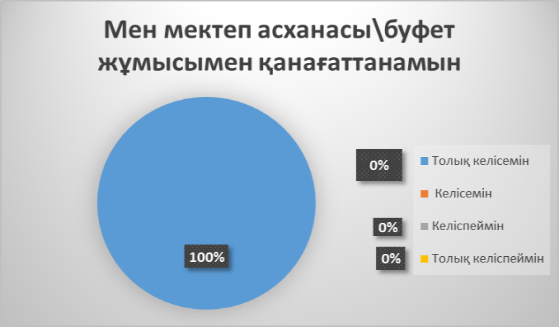 Мен мектеп асханасы\буфет
жұмысымен қанағаттанамын
100%
0%
0%
0%
Толық келісемін
Келісемін
Келіспеймін
Толық келіспеймін